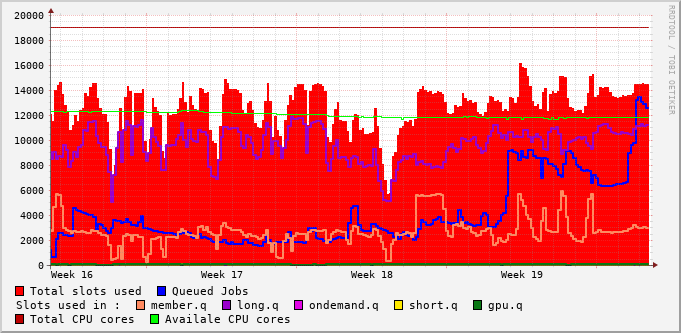 20000
18000
16000
14000
12000
10000
8000
6000
4000
2000
0
Week 16 Week 17 Week 18 Week 19
Total slots used Queued Jobs
Slots used in : member.q long.q ondemand.q short.q gpu.q
Total CPU cores Availale CPU cores
RRDTOOL / TOBI OETIKER